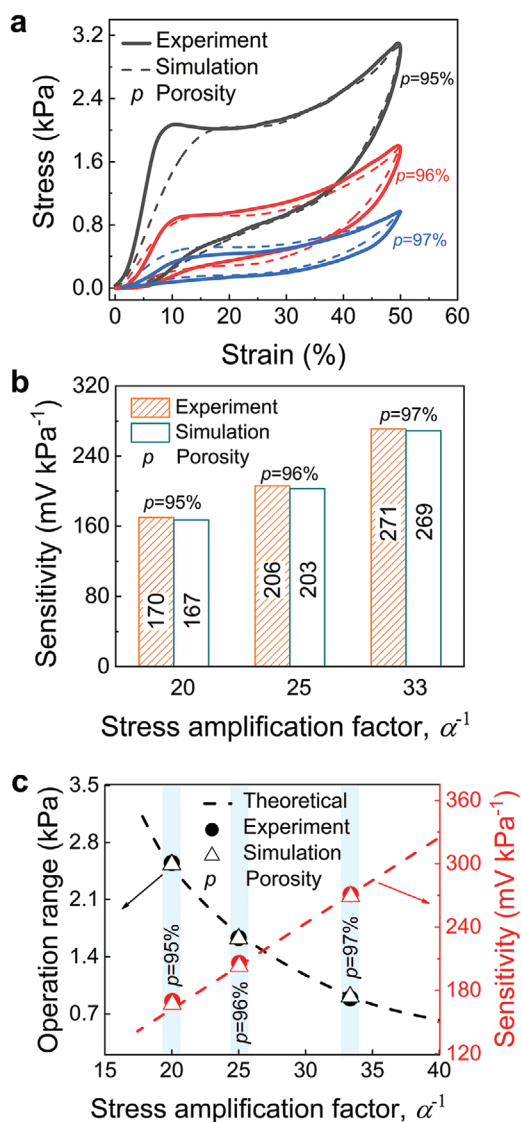 a
Experiment
Simulation
p Porosity
p=95%
p=96%
p=97%
3.2
2.4
1.6
0.8
0.0
Stress (kPa)
0 10 20 30 40 50 60
Strain (%)
b
Experiment
Simulation
p Porosity
p=95%
p=96%
p=97%
170
167
206
203
271
269
320
240
160
80
0
Sensitivity (mV kPa⁻¹)
20 25 33
Stress amplification factor, α⁻¹
c
Theoretical
Experiment
Simulation
p Porosity
p=95%
p=96%
p=97%
3.5
2.8
2.1
1.4
0.7
Operation range (kPa)
360
300
240
180
120
Sensitivity (mV kPa⁻¹)
15 20 25 30 35 40
Stress amplification factor, α⁻¹